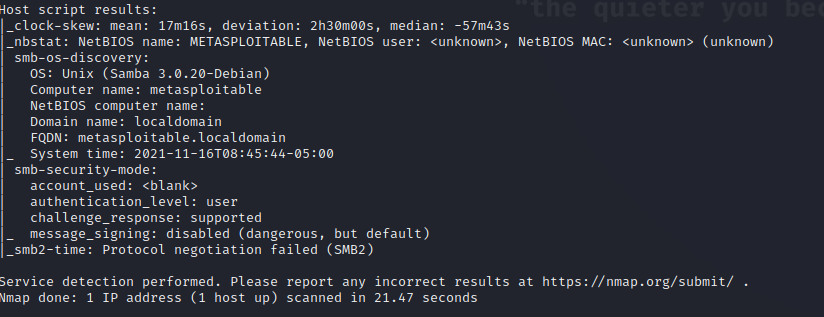 "the quieter you bec
Host script results:
|_clock-skew: mean: 17m16s, deviation: 2h30m00s, median: -57m43s
|_nbstat: NetBIOS name: METASPLOITABLE, NetBIOS user: <unknown>, NetBIOS MAC: <unknown> (unknown)
| smb-os-discovery:
|   OS: Unix (Samba 3.0.20-Debian)
|   Computer name: metasploitable
|   NetBIOS computer name:
|   Domain name: localdomain
|   FQDN: metasploitable.localdomain
|_  System time: 2021-11-16T08:45:44-05:00
| smb-security-mode:
|   account_used: <blank>
|   authentication_level: user
|   challenge_response: supported
|_  message_signing: disabled (dangerous, but default)
|_smb2-time: Protocol negotiation failed (SMB2)
Service detection performed. Please report any incorrect results at https://nmap.org/submit/ .
Nmap done: 1 IP address (1 host up) scanned in 21.47 seconds